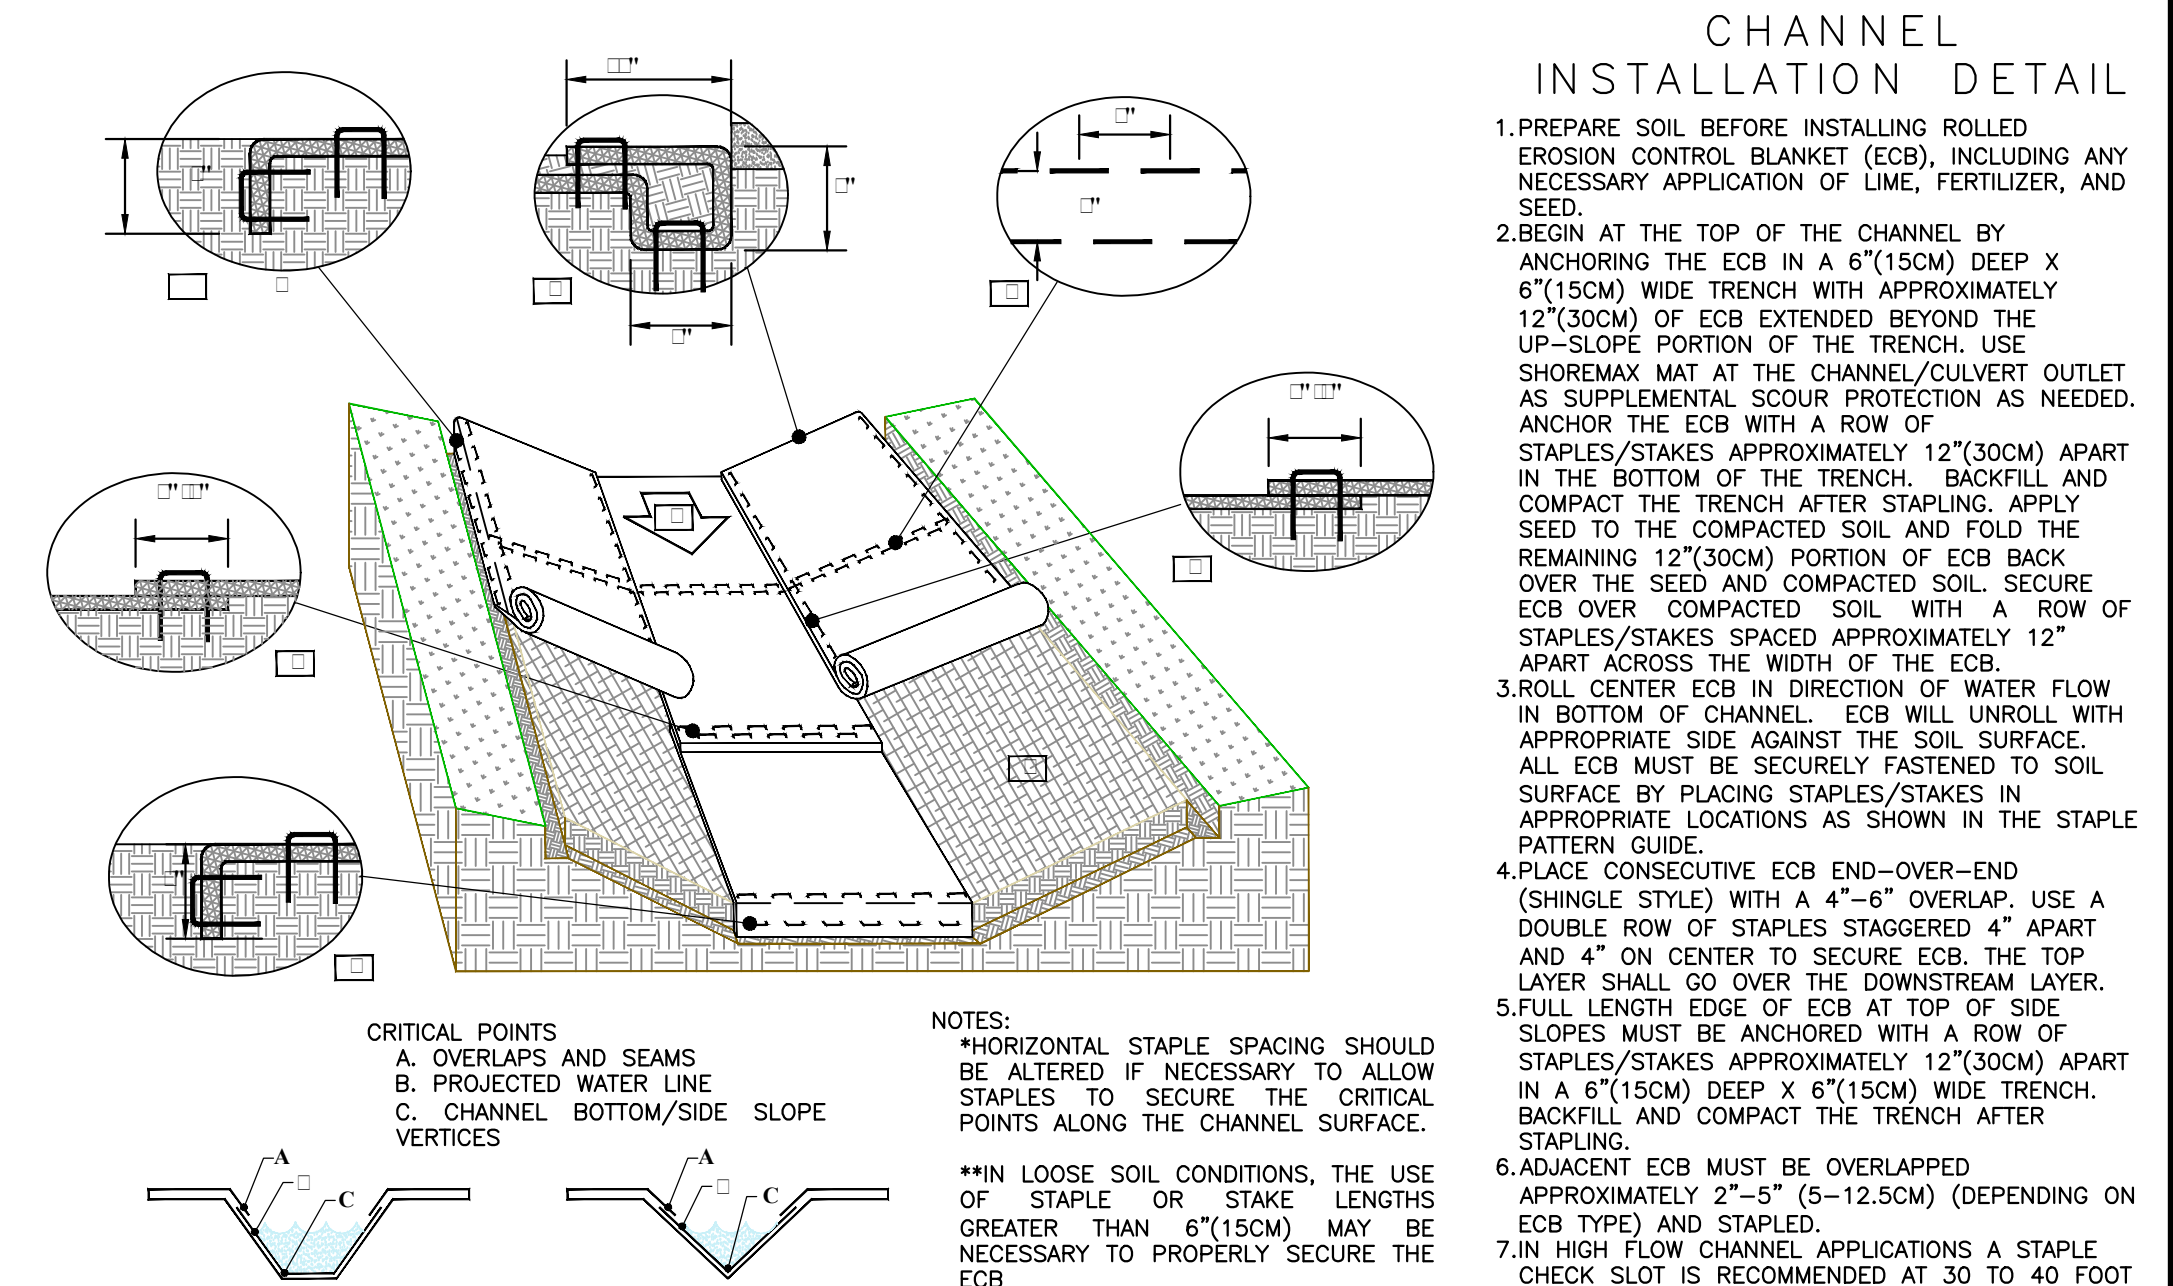 CHANNEL
INSTALLATION DETAIL
1.PREPARE SOIL BEFORE INSTALLING ROLLED
EROSION CONTROL BLANKET (ECB), INCLUDING ANY
NECESSARY APPLICATION OF LIME, FERTILIZER, AND
SEED.
2.BEGIN AT THE TOP OF THE CHANNEL BY
ANCHORING THE ECB IN A 6”(15CM) DEEP X
6”(15CM) WIDE TRENCH WITH APPROXIMATELY
12”(30CM) OF ECB EXTENDED BEYOND THE
UP-SLOPE PORTION OF THE TRENCH. USE
SHOREMAX MAT AT THE CHANNEL/CULVERT OUTLET
AS SUPPLEMENTAL SCOUR PROTECTION AS NEEDED.
ANCHOR THE ECB WITH A ROW OF
STAPLES/STAKES APPROXIMATELY 12”(30CM) APART
IN THE BOTTOM OF THE TRENCH. BACKFILL AND
COMPACT THE TRENCH AFTER STAPLING. APPLY
SEED TO THE COMPACTED SOIL AND FOLD THE
REMAINING 12”(30CM) PORTION OF ECB BACK
OVER THE SEED AND COMPACTED SOIL. SECURE
ECB OVER COMPACTED SOIL WITH A ROW OF
STAPLES/STAKES SPACED APPROXIMATELY 12”
APART ACROSS THE WIDTH OF THE ECB.
3.ROLL CENTER ECB IN DIRECTION OF WATER FLOW
IN BOTTOM OF CHANNEL. ECB WILL UNROLL WITH
APPROPRIATE SIDE AGAINST THE SOIL SURFACE.
ALL ECB MUST BE SECURELY FASTENED TO SOIL
SURFACE BY PLACING STAPLES/STAKES IN
APPROPRIATE LOCATIONS AS SHOWN IN THE STAPLE
PATTERN GUIDE.
4.PLACE CONSECUTIVE ECB END-OVER-END
(SHINGLE STYLE) WITH A 4”-6” OVERLAP. USE A
DOUBLE ROW OF STAPLES STAGGERED 4” APART
AND 4” ON CENTER TO SECURE ECB. THE TOP
LAYER SHALL GO OVER THE DOWNSTREAM LAYER.
5.FULL LENGTH EDGE OF ECB AT TOP OF SIDE
SLOPES MUST BE ANCHORED WITH A ROW OF
STAPLES/STAKES APPROXIMATELY 12”(30CM) APART
IN A 6”(15CM) DEEP X 6”(15CM) WIDE TRENCH.
BACKFILL AND COMPACT THE TRENCH AFTER
STAPLING.
6.ADJACENT ECB MUST BE OVERLAPPED
APPROXIMATELY 2”-5” (5-12.5CM) (DEPENDING ON
ECB TYPE) AND STAPLED.
7.IN HIGH FLOW CHANNEL APPLICATIONS A STAPLE
CHECK SLOT IS RECOMMENDED AT 30 TO 40 FOOT
CRITICAL POINTS
A. OVERLAPS AND SEAMS
B. PROJECTED WATER LINE
C. CHANNEL BOTTOM/SIDE SLOPE
VERTICES
A
C
A
C
NOTES:
*HORIZONTAL STAPLE SPACING SHOULD
BE ALTERED IF NECESSARY TO ALLOW
STAPLES TO SECURE THE CRITICAL
POINTS ALONG THE CHANNEL SURFACE.
**IN LOOSE SOIL CONDITIONS, THE USE
OF STAPLE OR STAKE LENGTHS
GREATER THAN 6”(15CM) MAY BE
NECESSARY TO PROPERLY SECURE THE
ECB